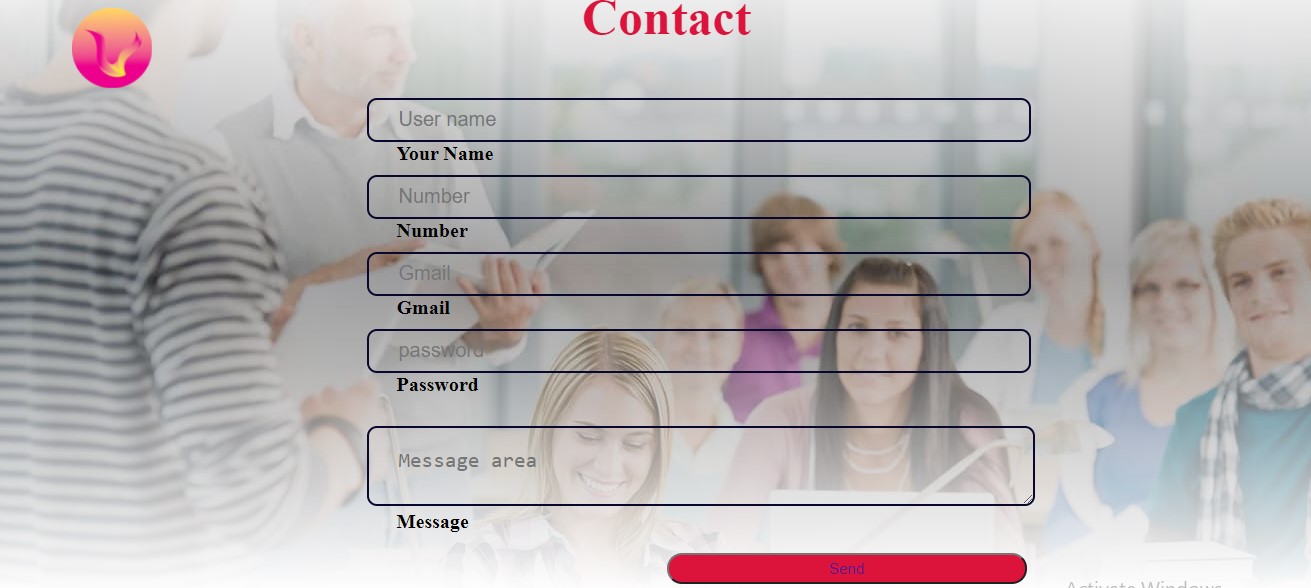 Contact
User name
Your Name
Number
Number
Gmail
Gmail
password
Password
Message area
Message
Send
Activate Windows